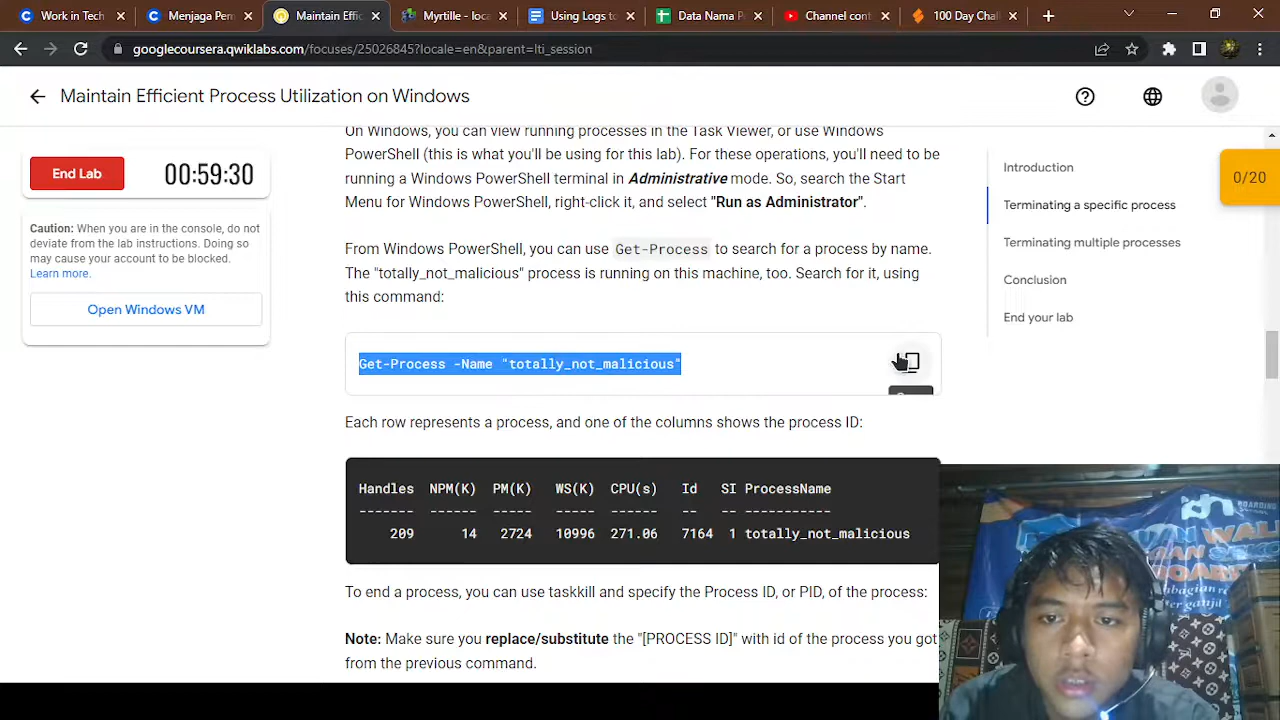 Work in Tech
Menjaga Pem
Maintain Effic
Myrtille - loca
Using Logs to
Data Nama P
Channel cont
100 Day Chal
googlecoursera.qwiklabs.com/focuses/25026845?locale=en&parent=lti_session
Maintain Efficient Process Utilization on Windows
End Lab
00:59:30
Caution: When you are in the console, do not
deviate from the lab instructions. Doing so
may cause your account to be blocked.
Learn more.
Open Windows VM
On Windows, you can view running processes in the Task Viewer, or use Windows
PowerShell (this is what you'll be using for this lab). For these operations, you'll need to be
running a Windows PowerShell terminal in Administrative mode. So, search the Start
Menu for Windows PowerShell, right-click it, and select "Run as Administrator".
From Windows PowerShell, you can use Get-Process to search for a process by name.
The "totally_not_malicious" process is running on this machine, too. Search for it, using
this command:
Get-Process -Name "totally_not_malicious"
Each row represents a process, and one of the columns shows the process ID:
Handles NPM(K) PM(K) WS(K) CPU(s) Id SI ProcessName
------- ------ ----- ----- ------ -- -- -----------
209 14 2724 10996 271.06 7164 1 totally_not_malicious
To end a process, you can use taskkill and specify the Process ID, or PID, of the process:
Note: Make sure you replace/substitute the "[PROCESS ID]" with id of the process you got
from the previous command.
Introduction
Terminating a specific process
Terminating multiple processes
Conclusion
End your lab
0/20